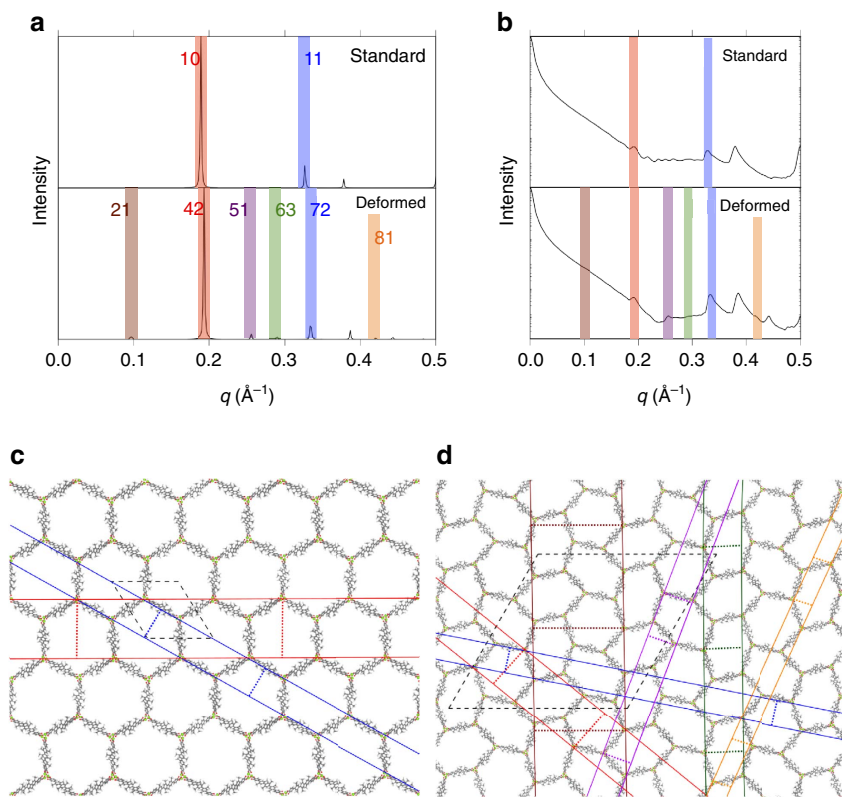 a
10
11
Standard
Intensity
21
42
51
63
72
Deformed
81
0.0
0.1
0.2
0.3
0.4
0.5
q (Å⁻¹)
b
Standard
Intensity
Deformed
0.0
0.1
0.2
0.3
0.4
0.5
q (Å⁻¹)
c
d